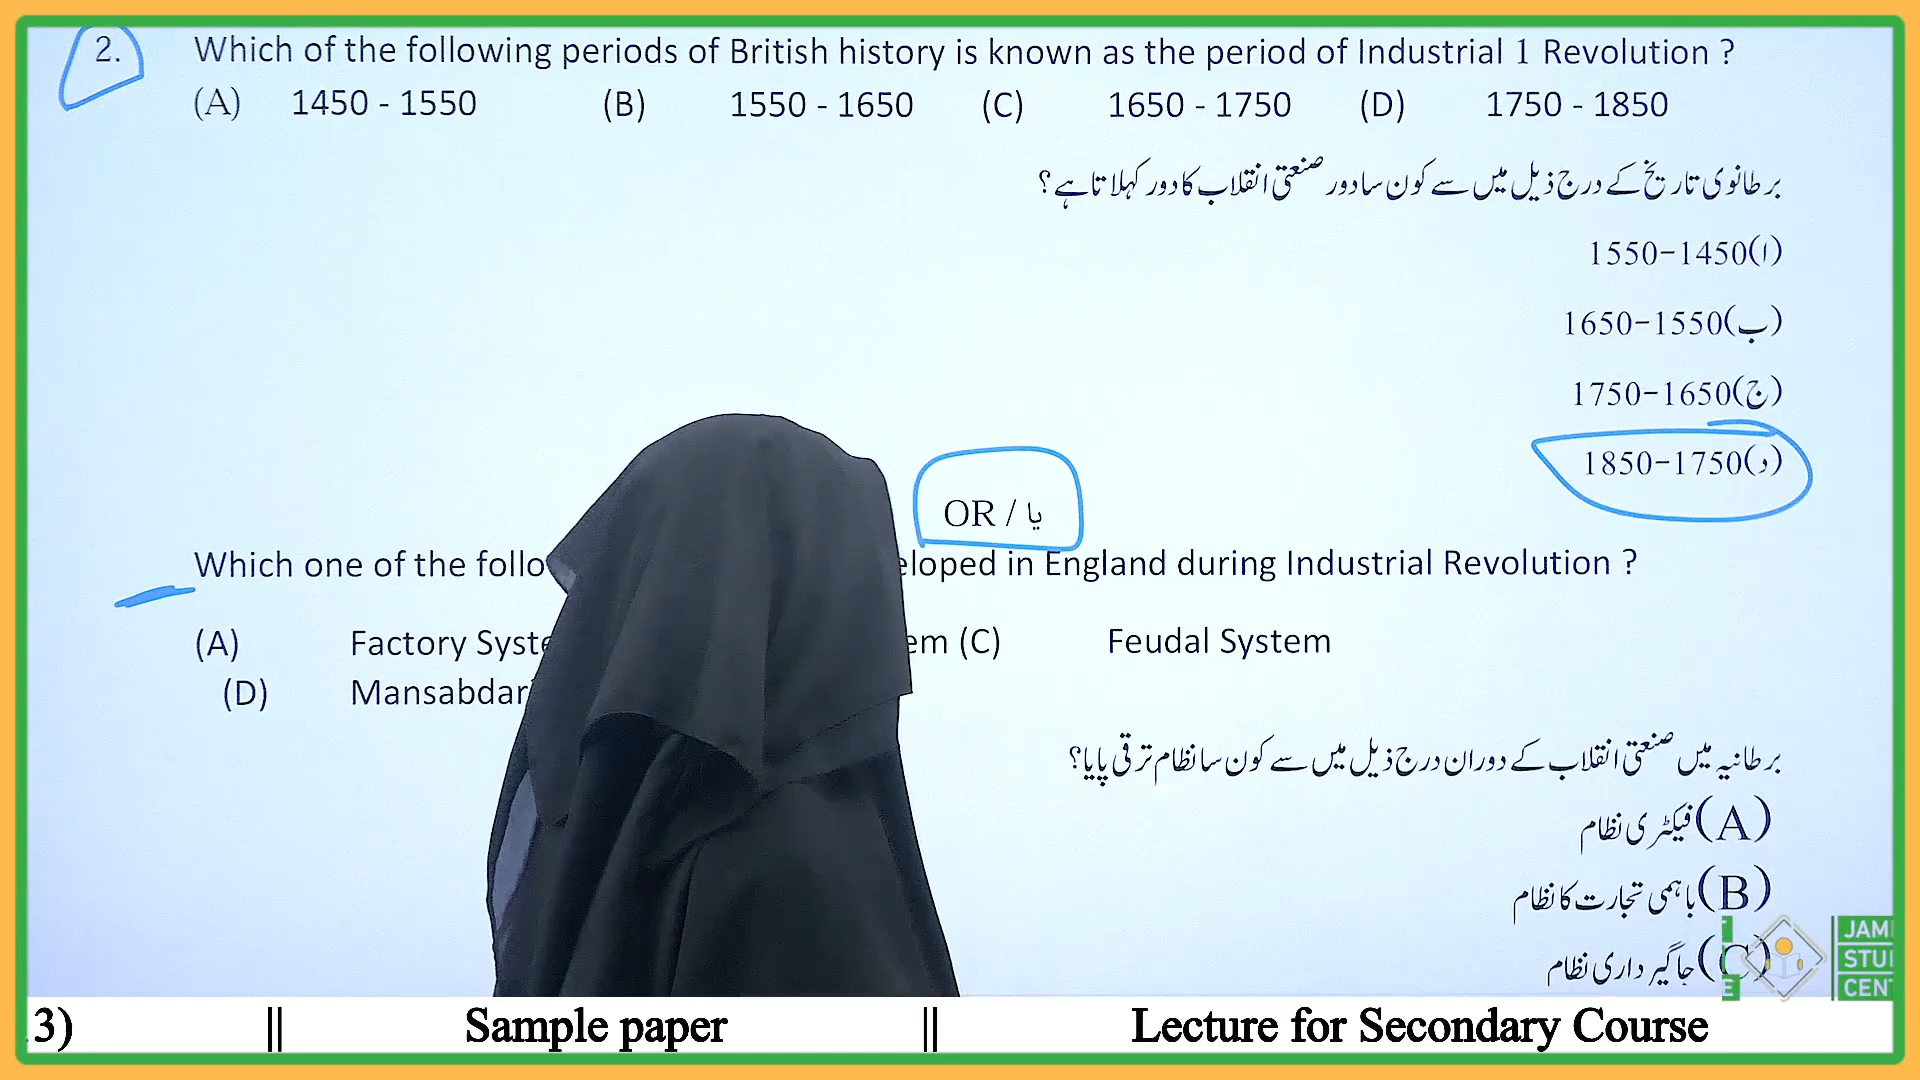 2. Which of the following periods of British history is known as the period of Industrial 1 Revolution ?
(A) 1450 - 1550 (B) 1550 - 1650 (C) 1650 - 1750 (D) 1750 - 1850
برطانوی تاریخ کے درج ذیل میں سے کون سا دور صنعتی انقلاب کا دور کہلاتا ہے؟
(ا)1450-1550
(ب)1550-1650
(ج)1650-1750
(د)1750-1850
OR / یا
Which one of the follo eloped in England during Industrial Revolution ?
(A) Factory Syste em (C) Feudal System
(D) Mansabdar
برطانیہ میں صنعتی انقلاب کے دوران درج ذیل میں سے کون سا نظام ترقی پایا؟
(A) فیکٹری نظام
(B) باہمی تجارت کا نظام
(C) جاگیر داری نظام
JAM
STU
CENT
3) || Sample paper || Lecture for Secondary Course